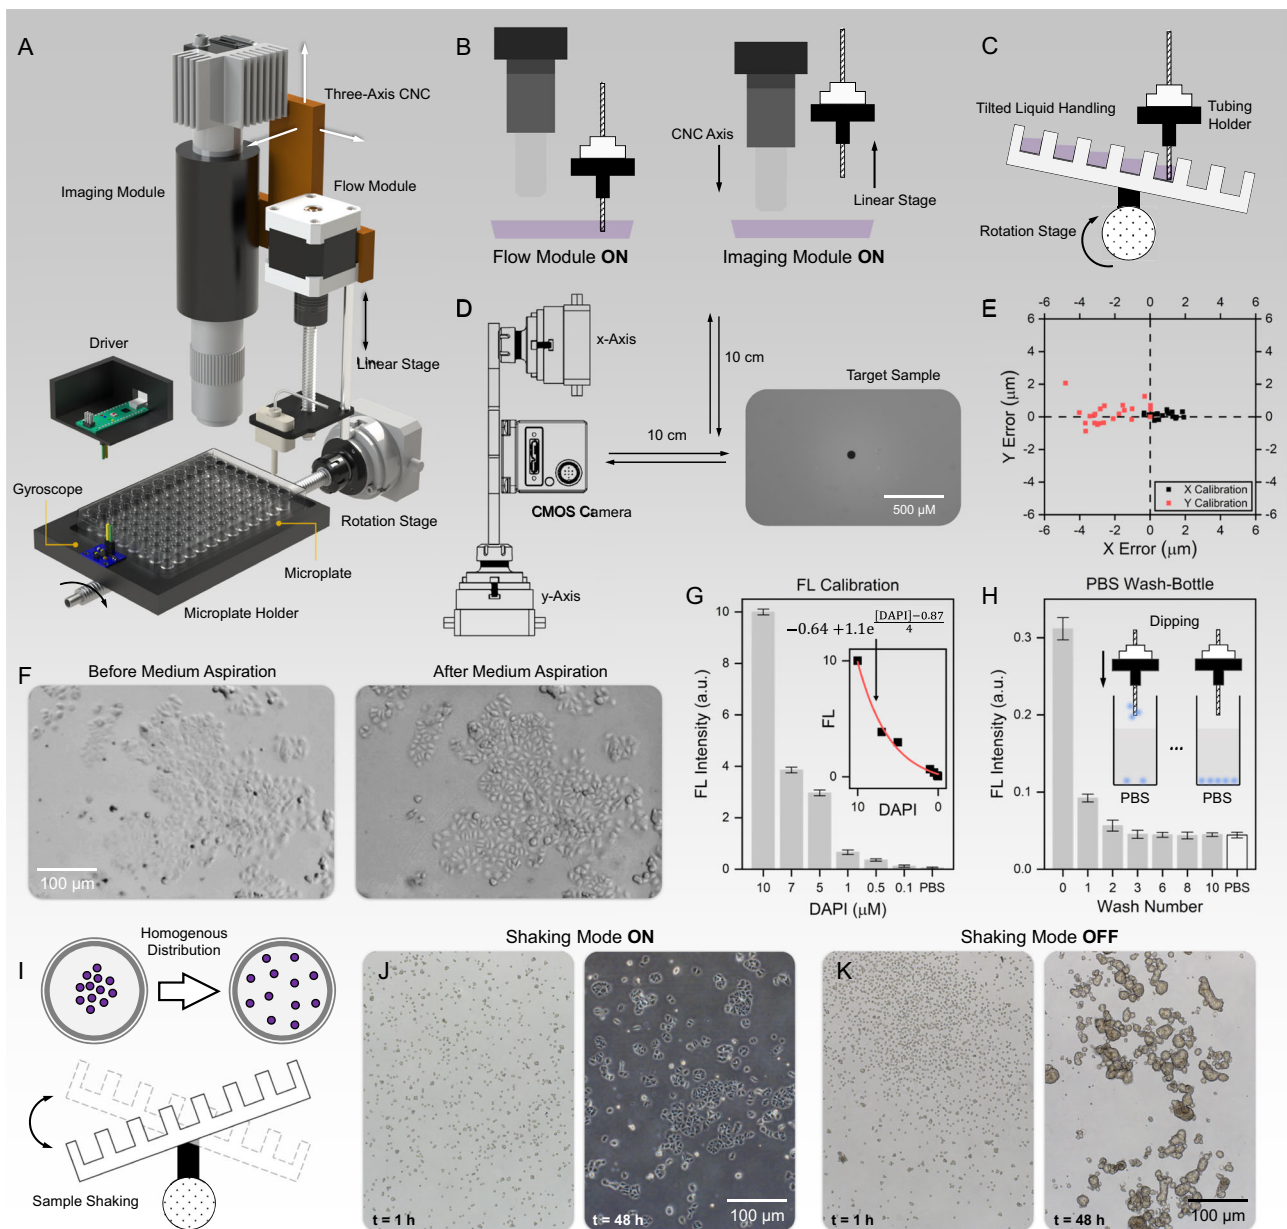 A
Three-Axis CNC
Imaging Module
Flow Module
Driver
Linear Stage
Gyroscope
Rotation Stage
Microplate
Microplate Holder
B
CNC Axis
Linear Stage
Flow Module ON
Imaging Module ON
C
Tilted Liquid Handling
Tubing
Holder
Rotation Stage
D
x-Axis
10 cm
Target Sample
10 cm
CMOS Camera
500 μM
y-Axis
E
-6 -4 -2 0 2 4 6
6 6
4 4
2 2
0 0
-2 -2
-4 -4
-6 -6
-6 -4 -2 0 2 4 6
Y Error (μm)
X Error (μm)
X Calibration
Y Calibration
F
Before Medium Aspiration
After Medium Aspiration
100 μm
G
FL Calibration
−0.64 +1.1e^([DAPI]−0.87)/4
10
8
6
4
2
0
FL Intensity (a.u.)
10
FL
0
10 0
DAPI
10 7 5 1 0.5 0.1 PBS
DAPI (μM)
H
PBS Wash-Bottle
Dipping
0.3
0.2
0.1
0.0
FL Intensity (a.u.)
...
PBS PBS
0 1 2 3 6 8 10 PBS
Wash Number
I
Homogenous
Distribution
Sample Shaking
Shaking Mode ON
J
t = 1 h
t = 48 h
100 μm
Shaking Mode OFF
K
t = 1 h
t = 48 h
100 μm